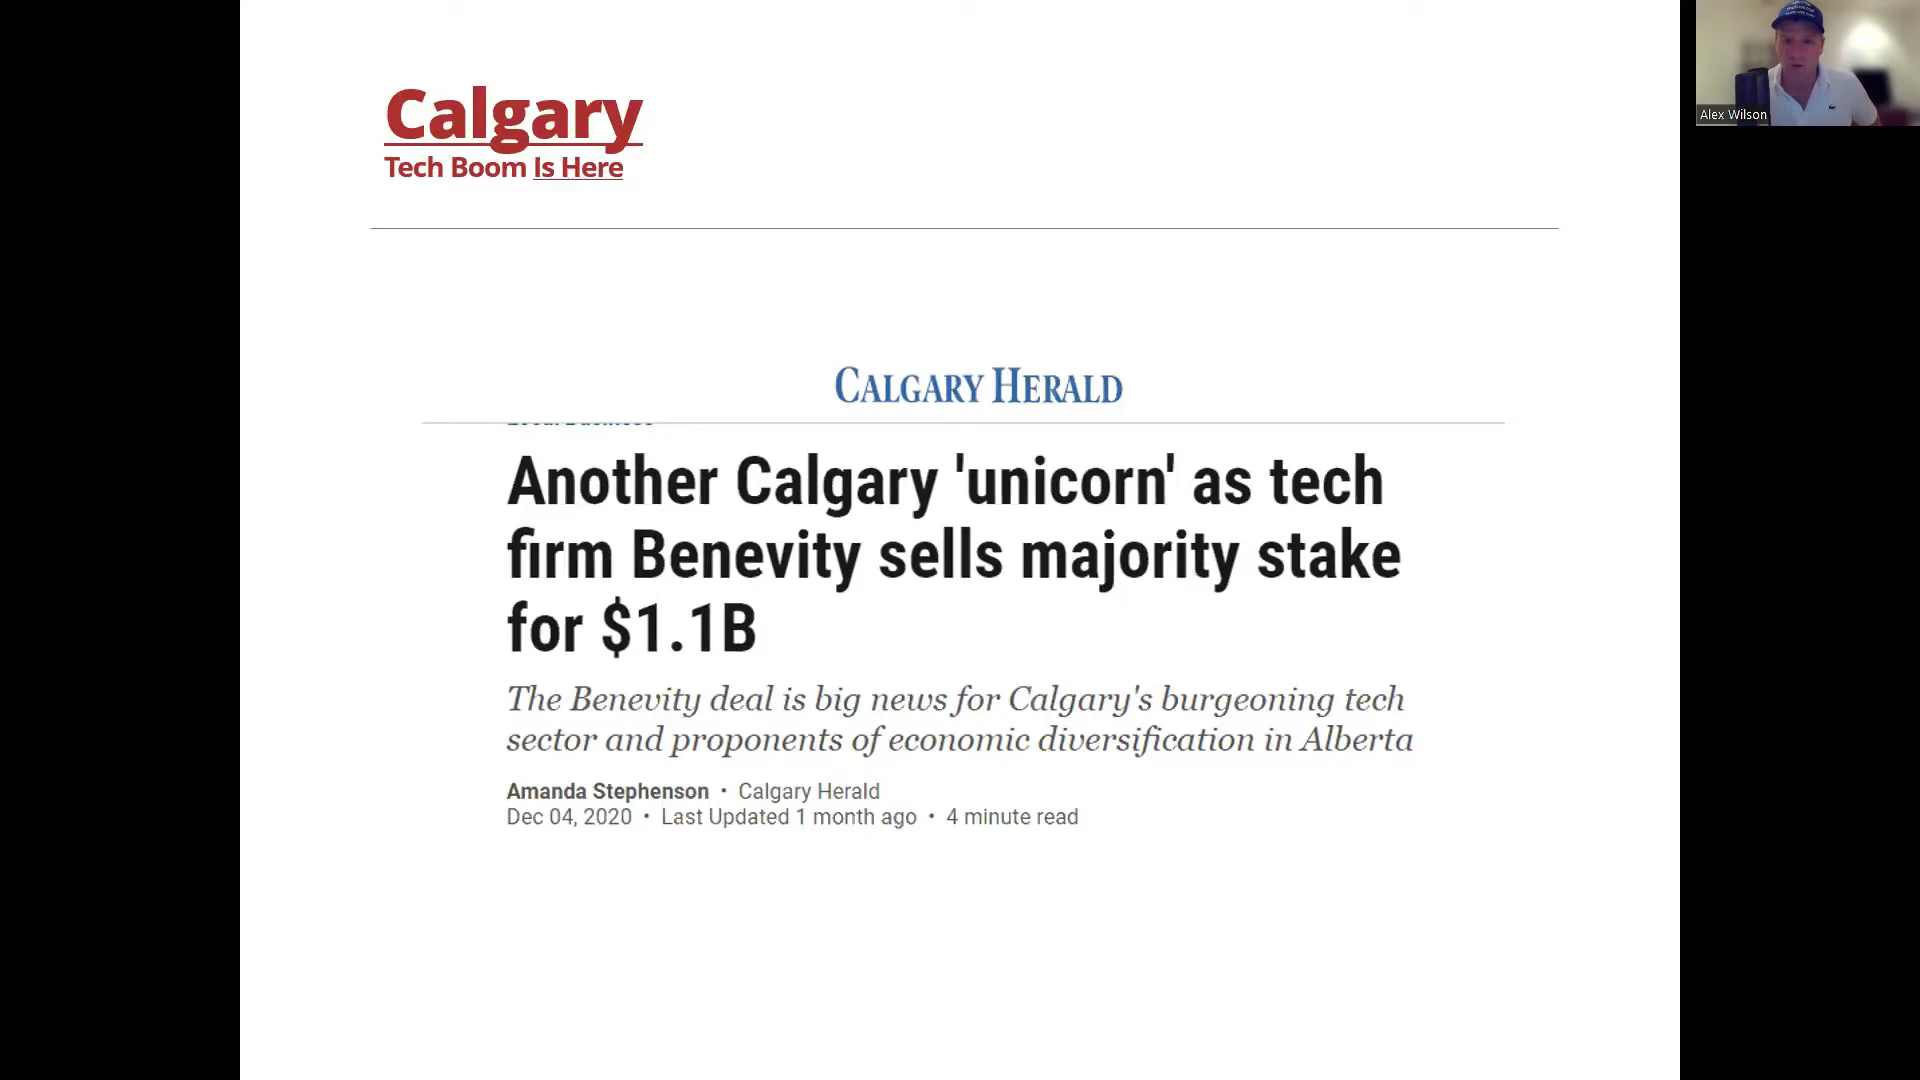 Calgary
Tech Boom Is Here
Alex Wilson
CALGARY HERALD
Another Calgary 'unicorn' as tech
firm Benevity sells majority stake
for $1.1B
The Benevity deal is big news for Calgary's burgeoning tech
sector and proponents of economic diversification in Alberta
Amanda Stephenson • Calgary Herald
Dec 04, 2020 • Last Updated 1 month ago • 4 minute read